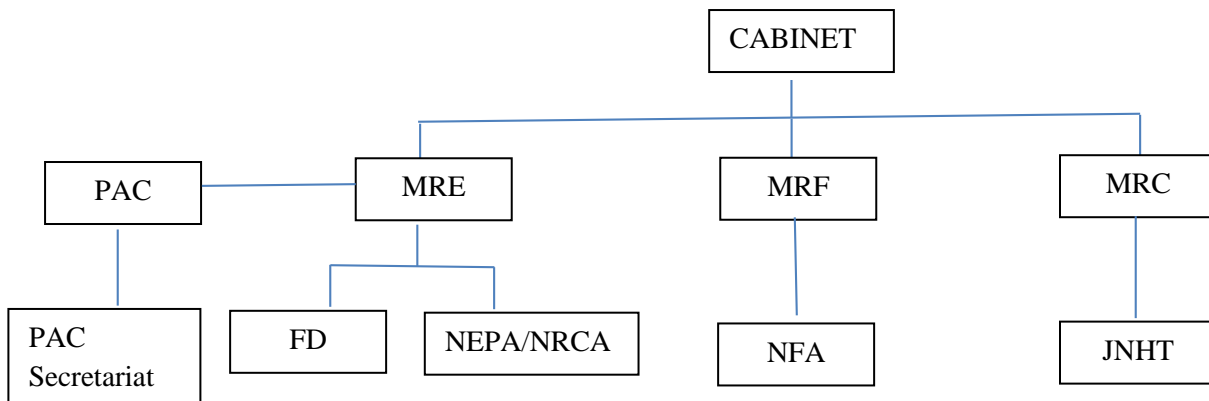 CABINET
PAC
MRE
MRF
MRC
PAC
Secretariat
FD
NEPA/NRCA
NFA
JNHT